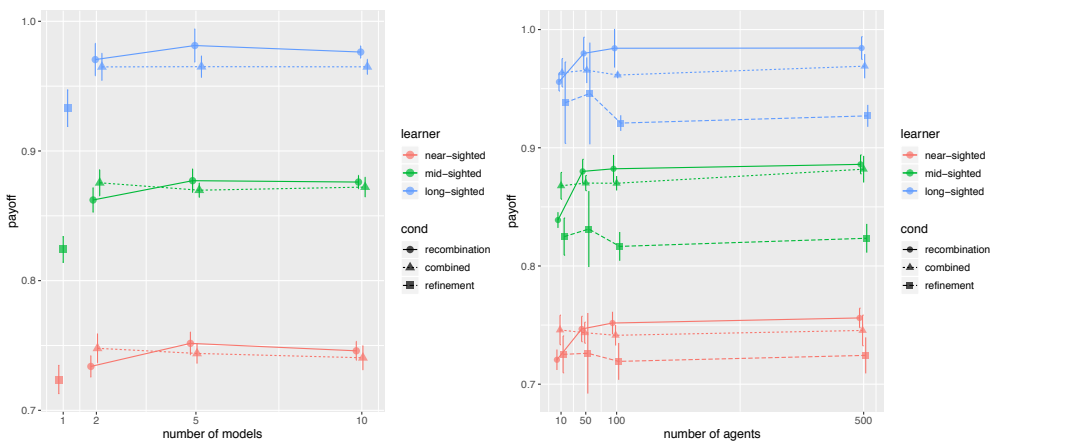 1.0
0.9
0.8
0.7
payoff
1
2
5
10
number of models
learner
near−sighted
mid−sighted
long−sighted
cond
recombination
combined
refinement
1.0
0.9
0.8
0.7
payoff
10
50
100
500
number of agents
learner
near−sighted
mid−sighted
long−sighted
cond
recombination
combined
refinement